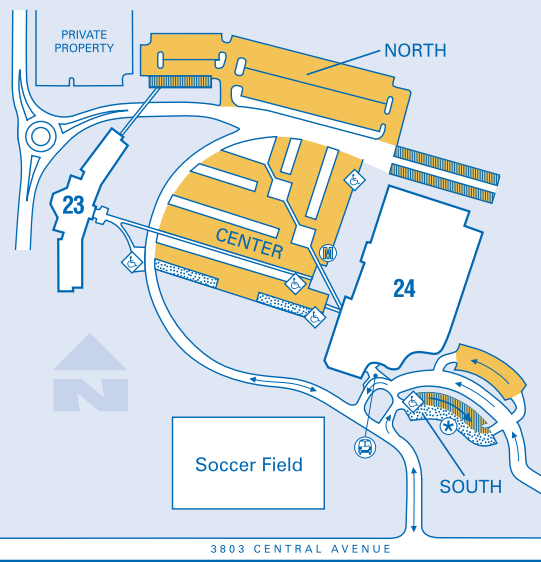 PRIVATE
PROPERTY
NORTH
23
CENTER
M
24
N
Soccer Field
SOUTH
3803 CENTRAL AVENUE